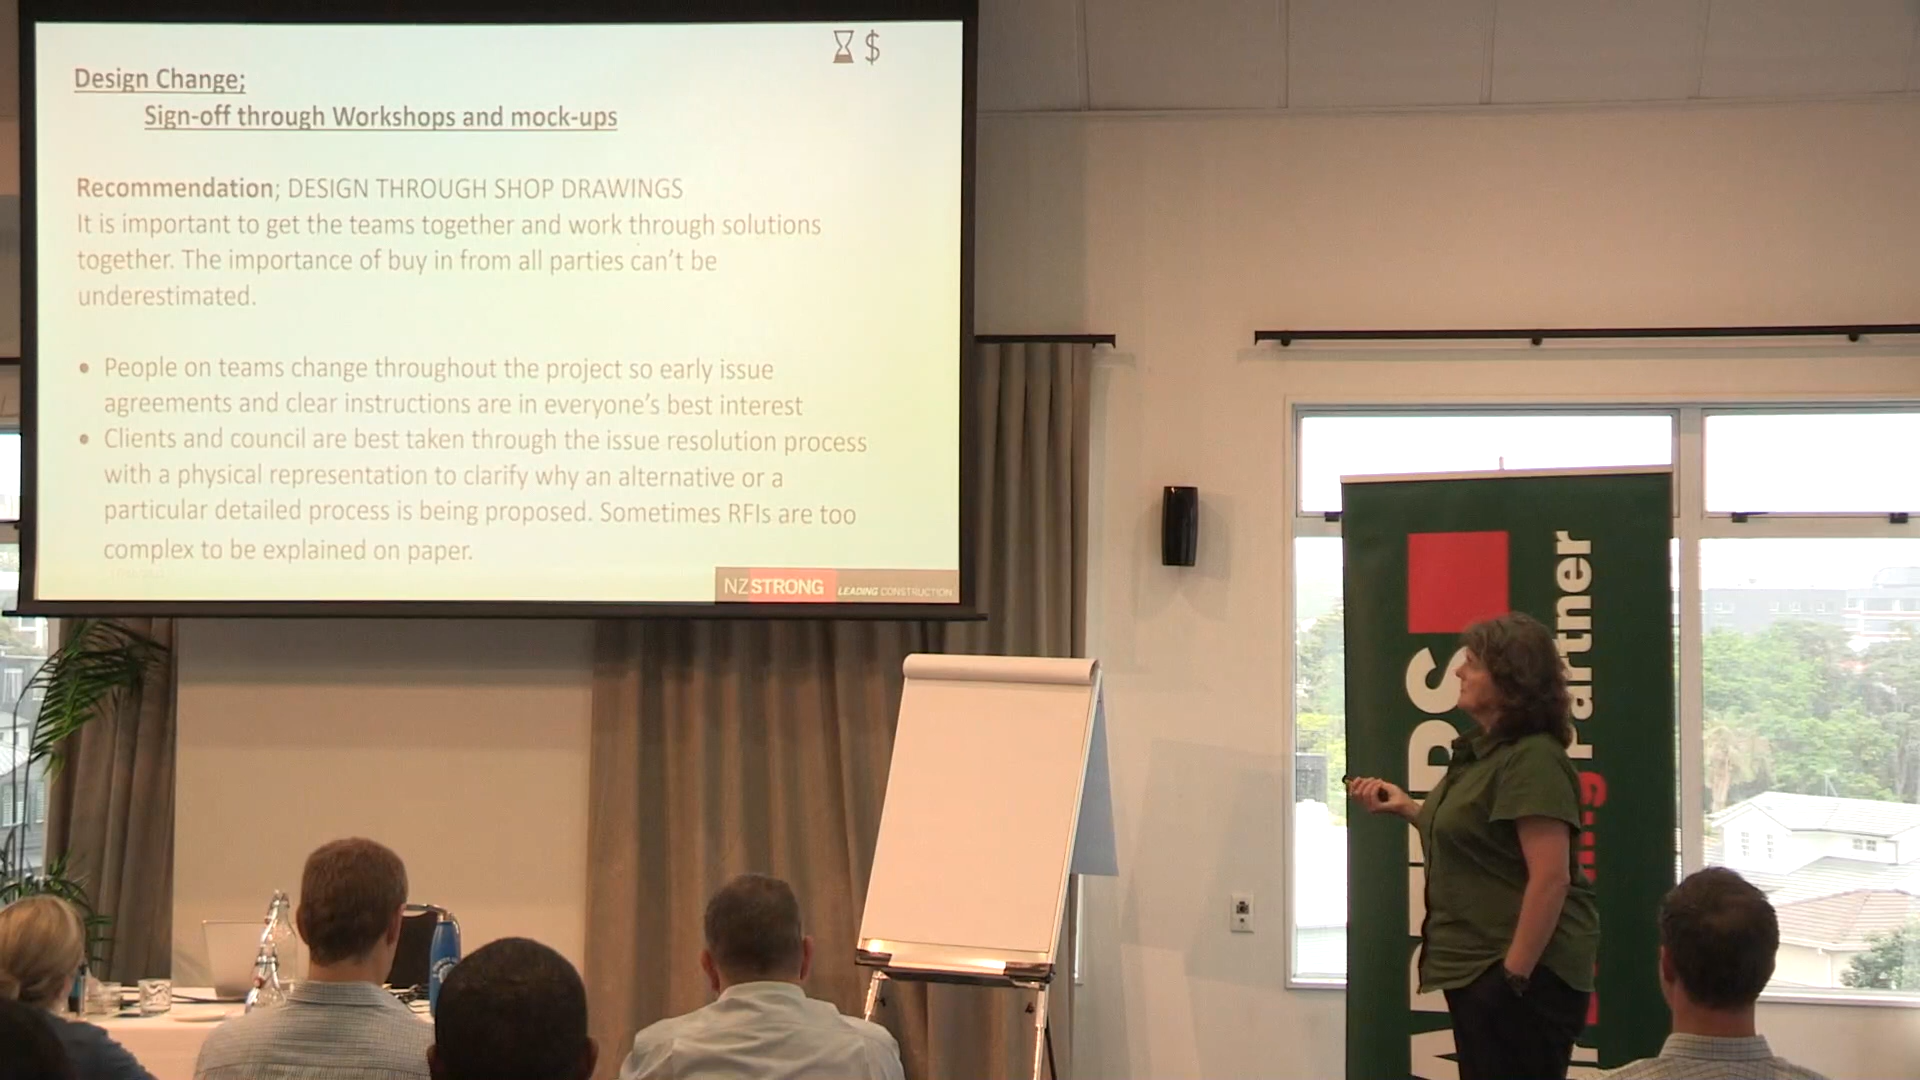 $
Design Change;
Sign-off through Workshops and mock-ups
Recommendation; DESIGN THROUGH SHOP DRAWINGS
It is important to get the teams together and work through solutions
together. The importance of buy in from all parties can't be
underestimated.
• People on teams change throughout the project so early issue
agreements and clear instructions are in everyone's best interest
• Clients and council are best taken through the issue resolution process
with a physical representation to clarify why an alternative or a
particular detailed process is being proposed. Sometimes RFIs are too
complex to be explained on paper.
NZSTRONG LEADING CONSTRUCTION
Partner